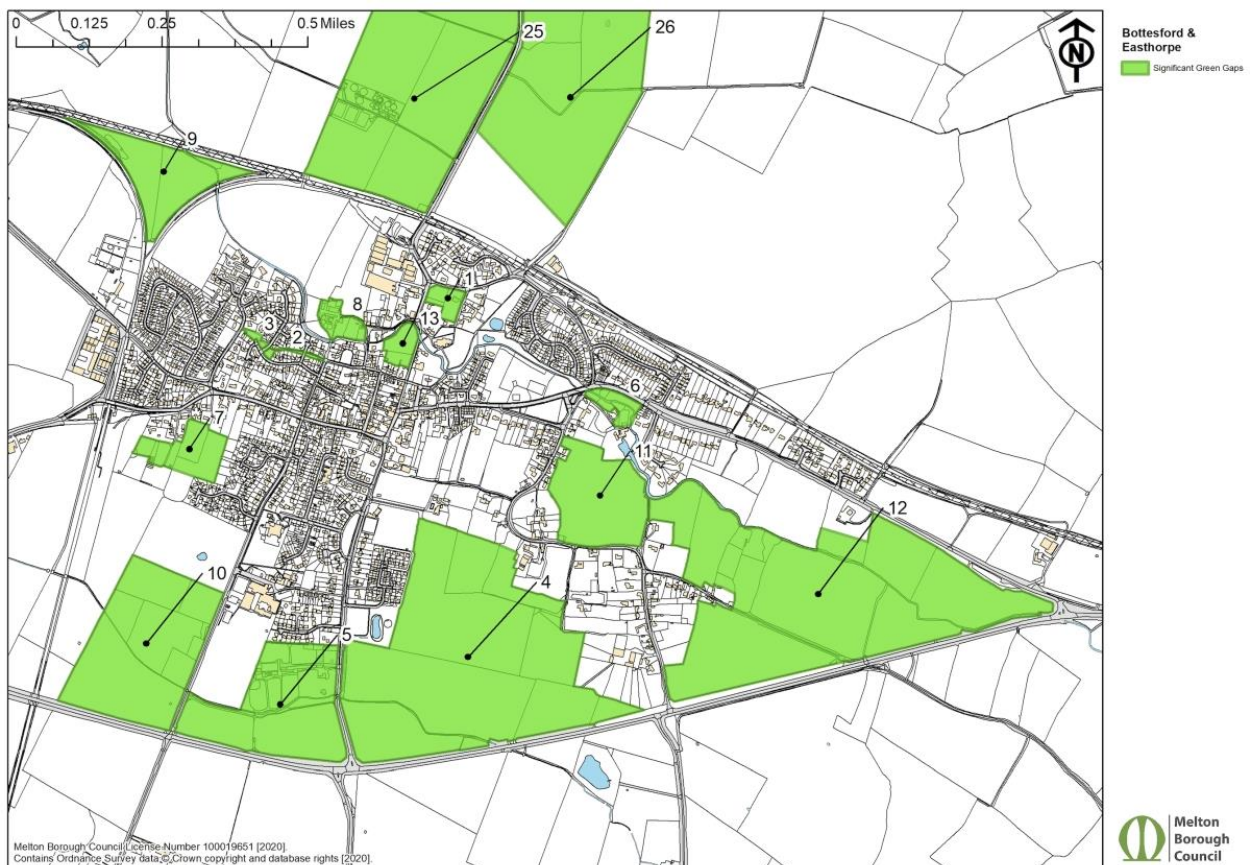 0 0.125 0.25 0.5 Miles
25
26
N
Bottesford &
Easthorpe
Significant Green Gaps
9
1
8
13
3
2
6
7
11
12
10
4
5
Melton Borough Council License Number 100019651 [2020].
Contains Ordnance Survey data © Crown copyright and database rights [2020].
Melton
Borough
Council